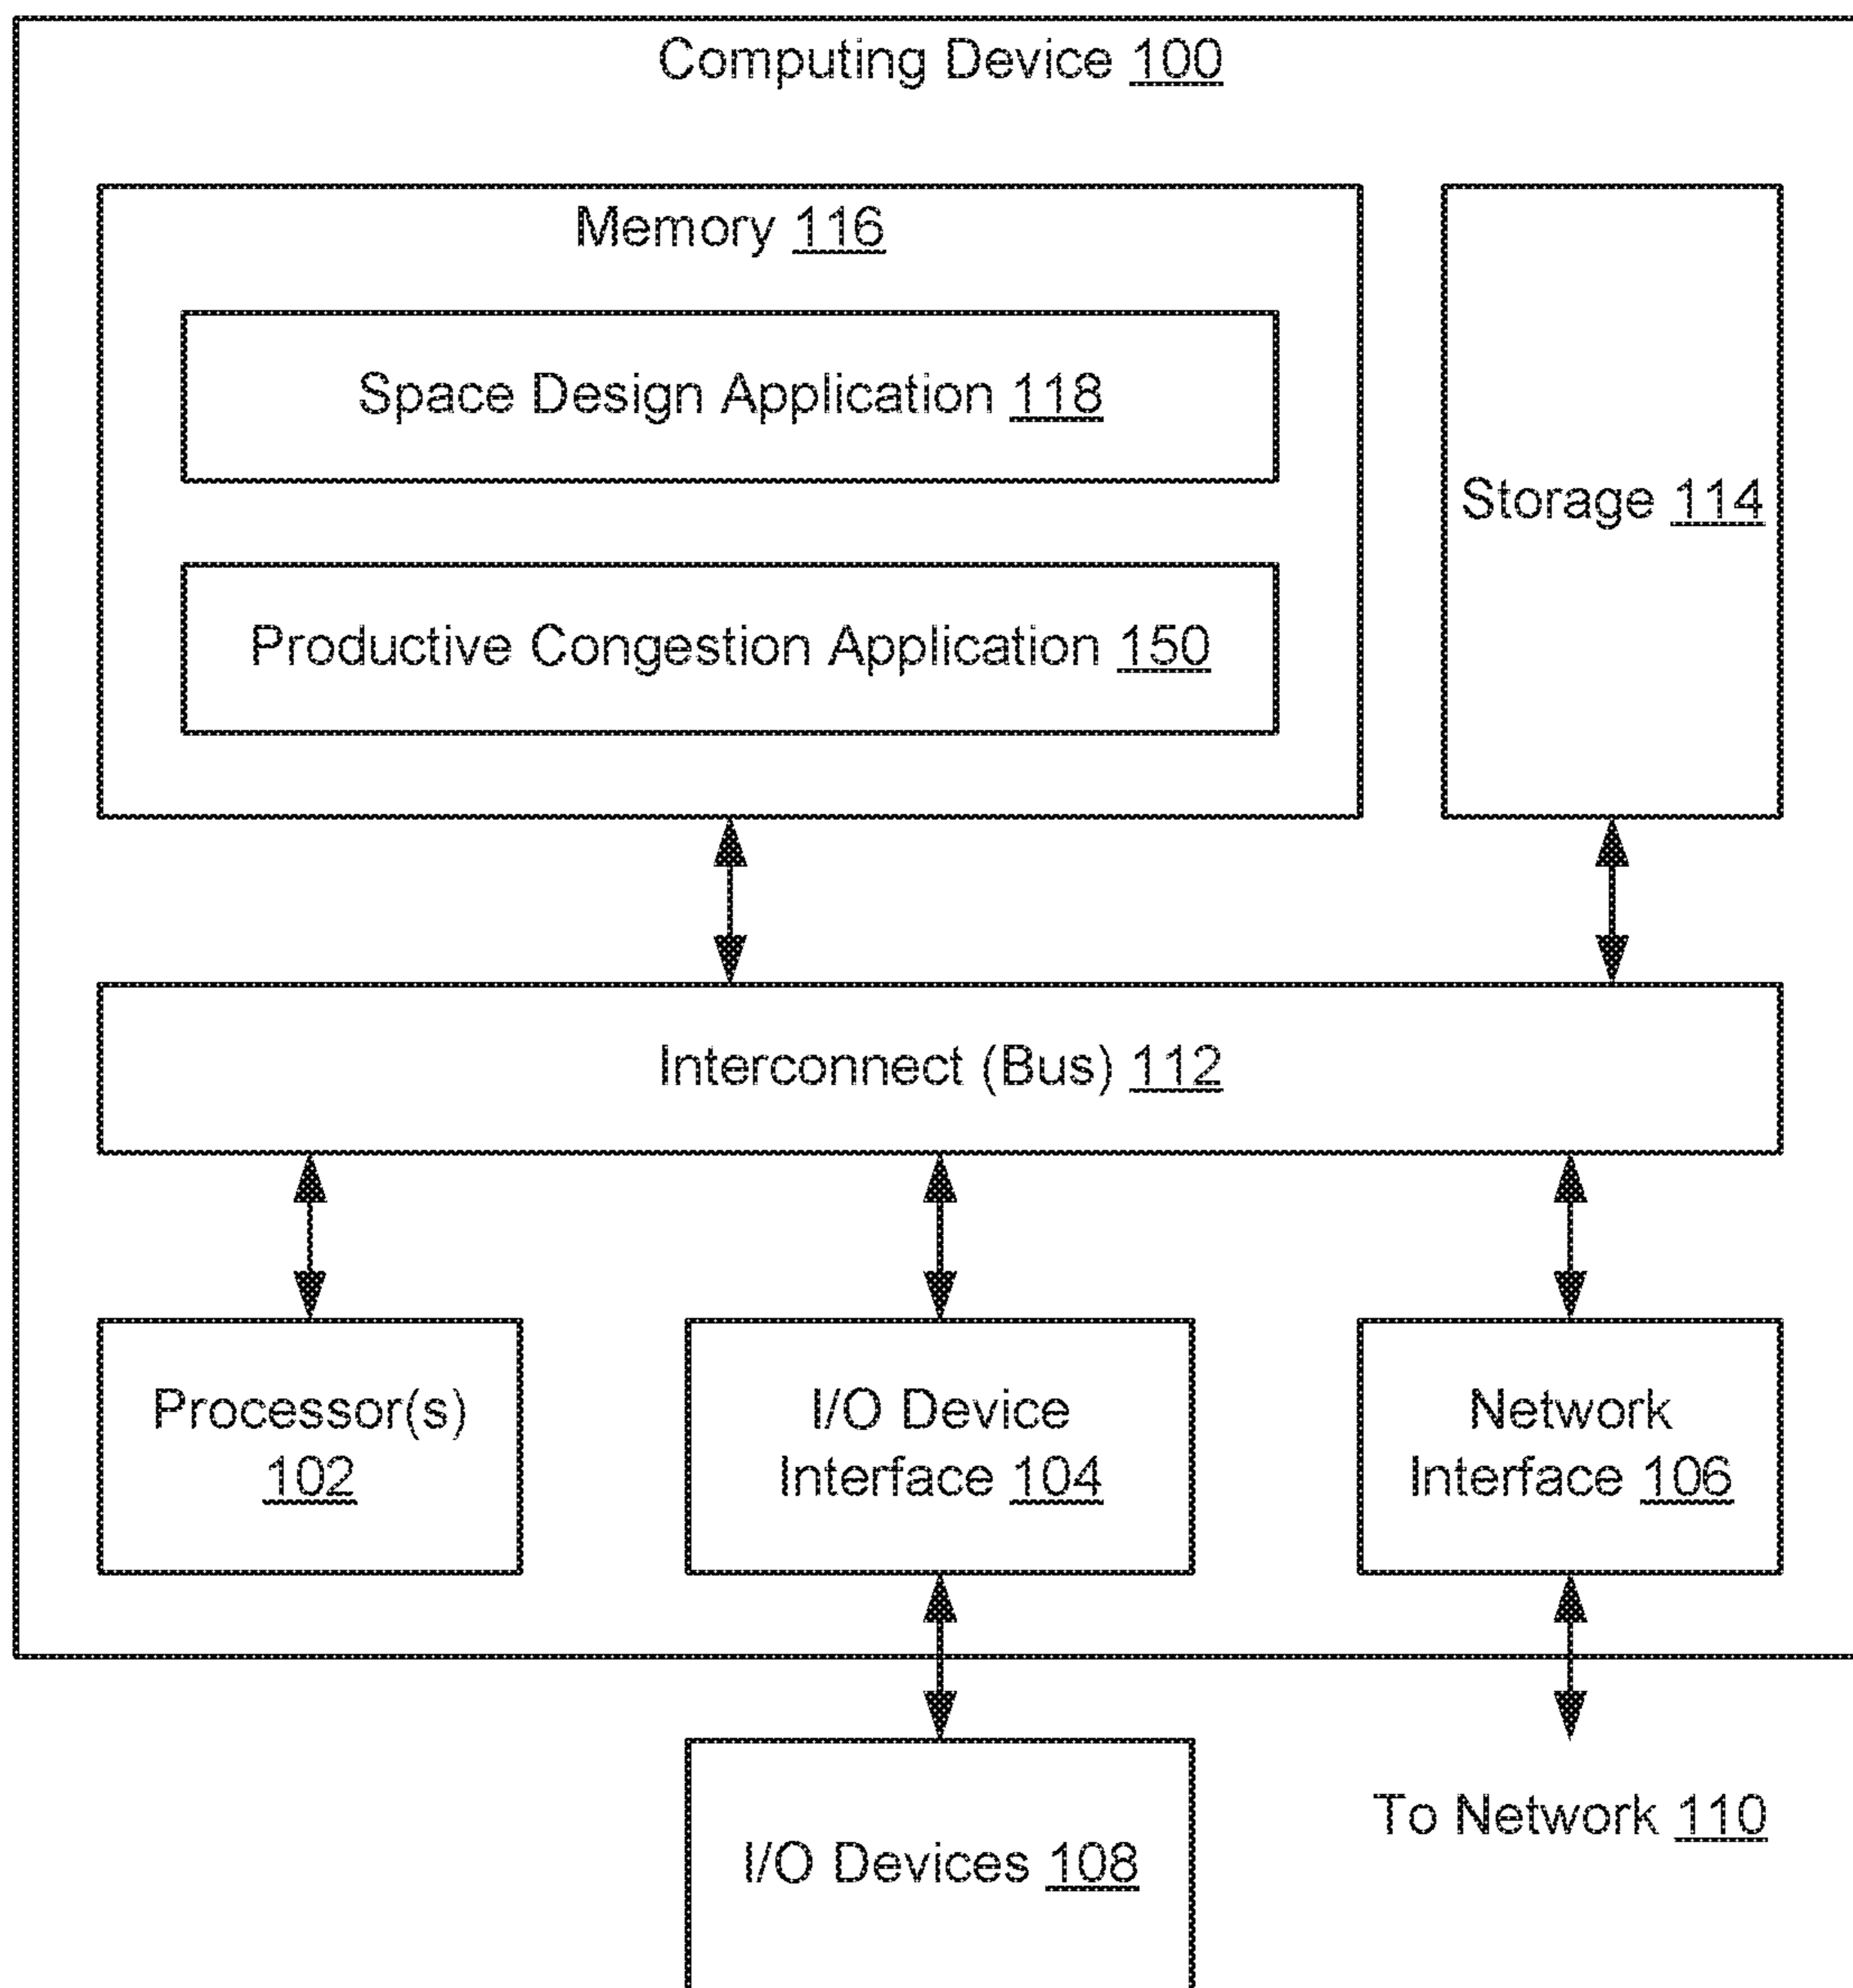 Computing Device 100
Memory 116
Space Design Application 118
Productive Congestion Application 150
Storage 114
Interconnect (Bus) 112
Processor(s)
102
I/O Device
Interface 104
Network
Interface 106
I/O Devices 108
To Network 110